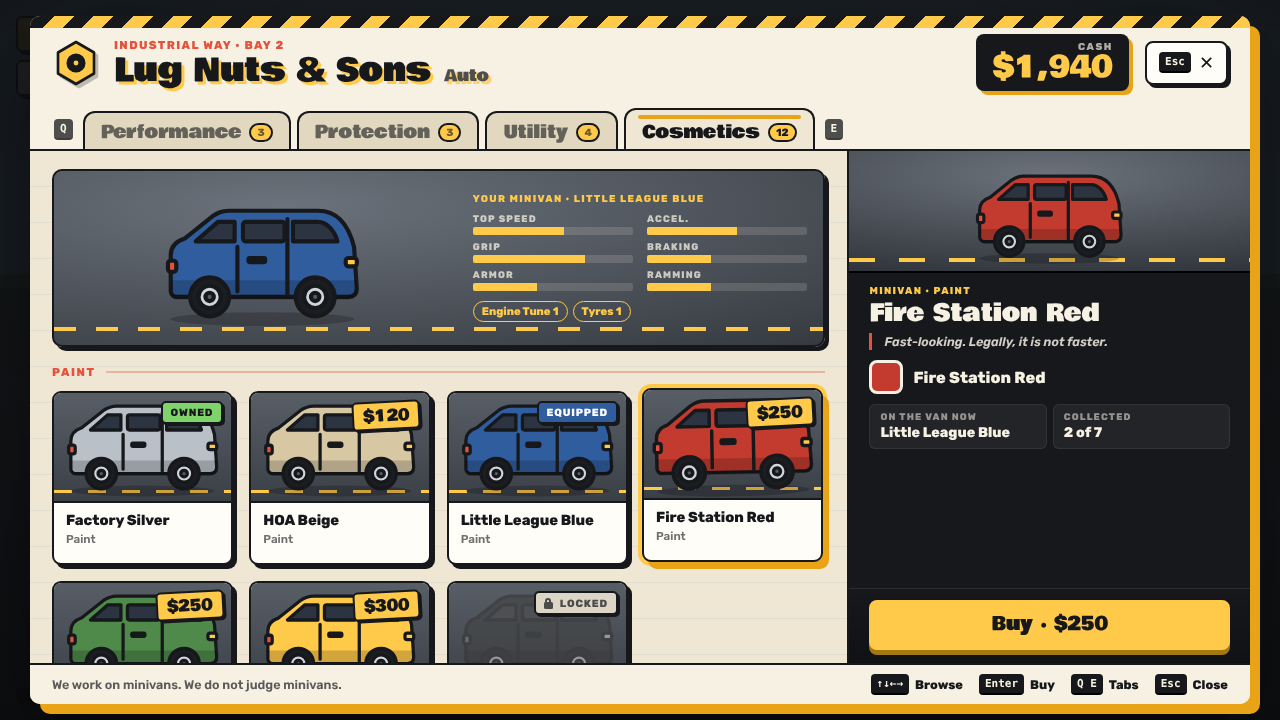 INDUSTRIAL WAY • BAY 2
Lug Nuts & Sons Auto
CASH
$1,940
Esc ×
Q
Performance 3
Protection 3
Utility 4
Cosmetics 12
E
YOUR MINIVAN • LITTLE LEAGUE BLUE
TOP SPEED
ACCEL.
GRIP
BRAKING
ARMOR
RAMMING
Engine Tune 1
Tyres 1
PAINT
OWNED
Factory Silver
Paint
$120
HOA Beige
Paint
EQUIPPED
Little League Blue
Paint
$250
Fire Station Red
Paint
$250
$300
LOCKED
MINIVAN • PAINT
Fire Station Red
Fast-looking. Legally, it is not faster.
Fire Station Red
ON THE VAN NOW
Little League Blue
COLLECTED
2 of 7
Buy • $250
We work on minivans. We do not judge minivans.
↑↓←→ Browse
Enter Buy
Q E Tabs
Esc Close